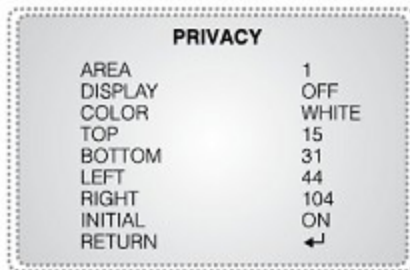 PRIVACY
AREA 1
DISPLAY OFF
COLOR WHITE
TOP 15
BOTTOM 31
LEFT 44
RIGHT 104
INITIAL ON
RETURN ↵